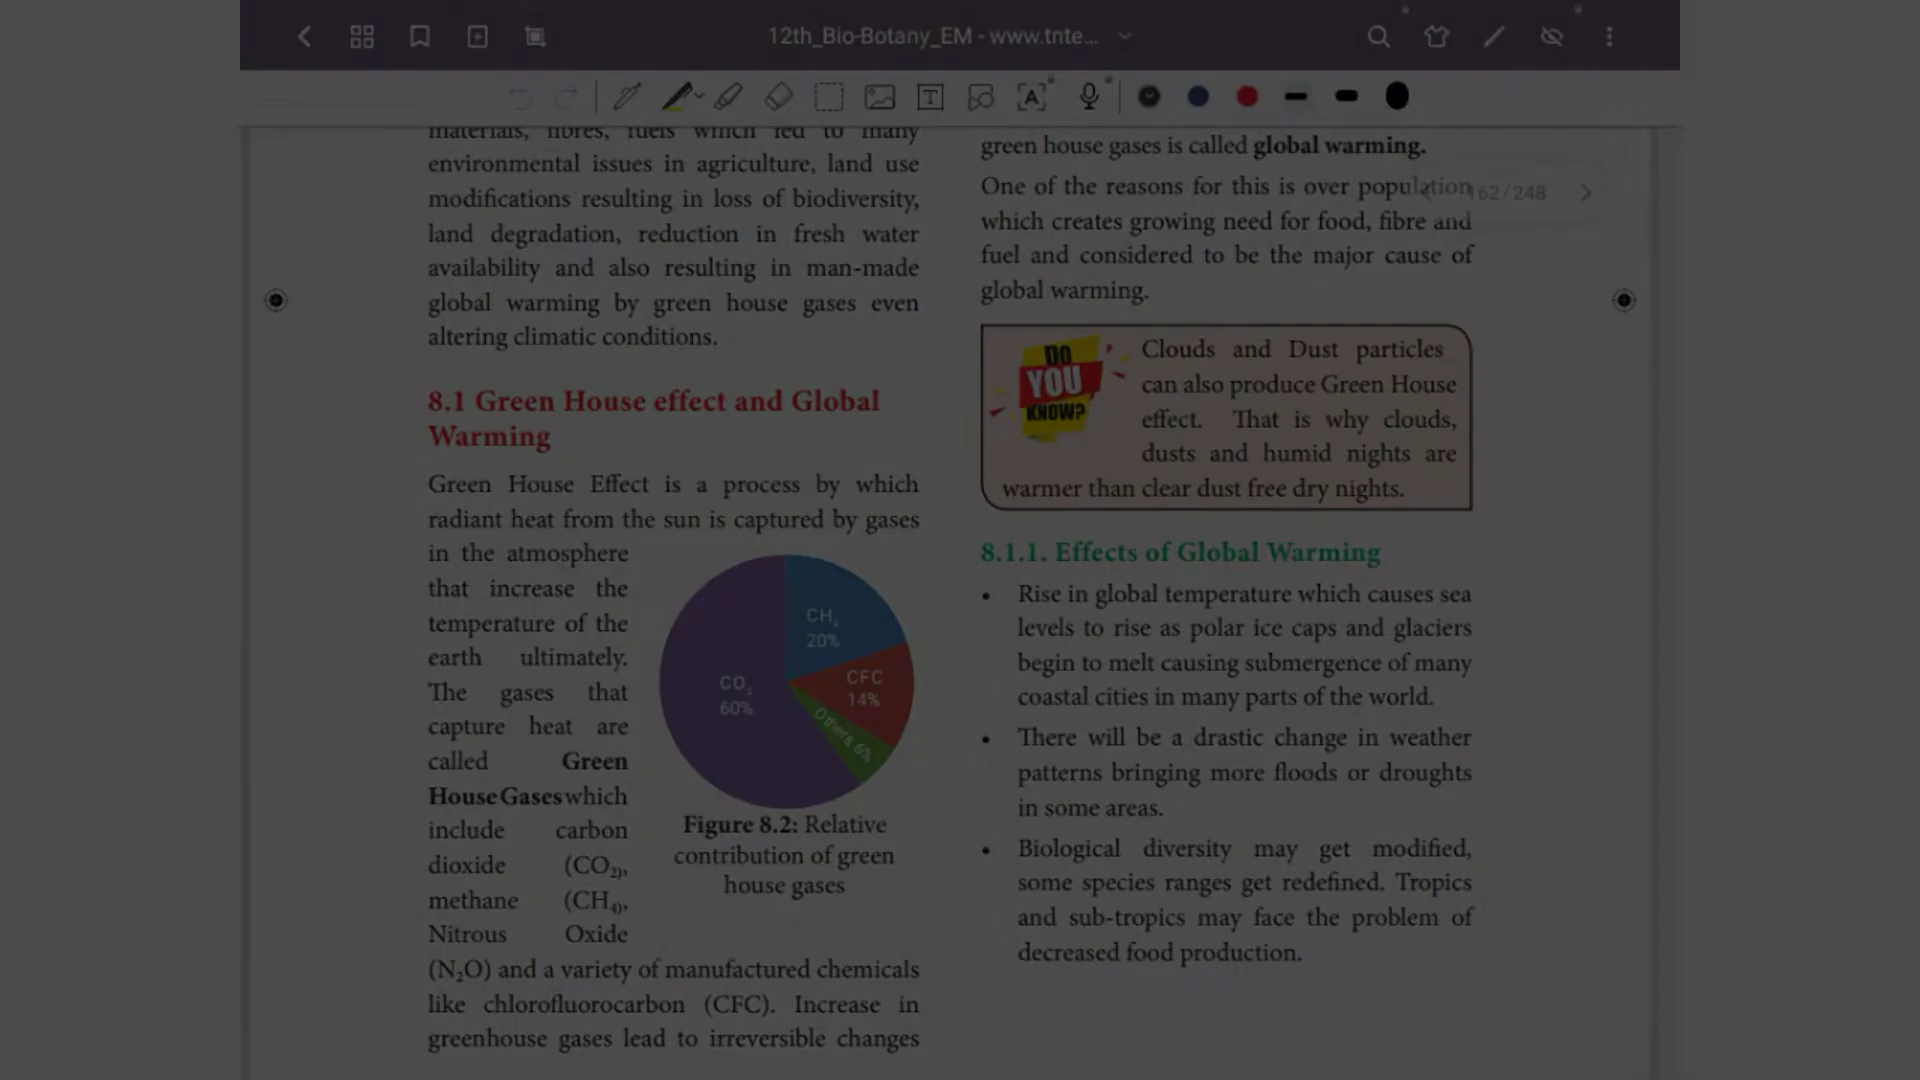 12th_Bio-Botany_EM - www.tnte...
materials, fibres, fuels which led to many
environmental issues in agriculture, land use
modifications resulting in loss of biodiversity,
land degradation, reduction in fresh water
availability and also resulting in man-made
global warming by green house gases even
altering climatic conditions.
8.1 Green House effect and Global
Warming
Green House Effect is a process by which
radiant heat from the sun is captured by gases
in the atmosphere
that increase the
temperature of the
earth ultimately.
The gases that
capture heat are
called Green
House Gases which
include carbon
dioxide (CO₂),
methane (CH₄),
Nitrous Oxide
(N₂O) and a variety of manufactured chemicals
like chlorofluorocarbon (CFC). Increase in
greenhouse gases lead to irreversible changes
CH₄
20%
CFC
14%
Others 6%
CO₂
60%
Figure 8.2: Relative
contribution of green
house gases
green house gases is called global warming.
One of the reasons for this is over population
162/248
which creates growing need for food, fibre and
fuel and considered to be the major cause of
global warming.
DO
YOU
KNOW?
Clouds and Dust particles
can also produce Green House
effect. That is why clouds,
dusts and humid nights are
warmer than clear dust free dry nights.
8.1.1. Effects of Global Warming
• Rise in global temperature which causes sea
levels to rise as polar ice caps and glaciers
begin to melt causing submergence of many
coastal cities in many parts of the world.
• There will be a drastic change in weather
patterns bringing more floods or droughts
in some areas.
• Biological diversity may get modified,
some species ranges get redefined. Tropics
and sub-tropics may face the problem of
decreased food production.